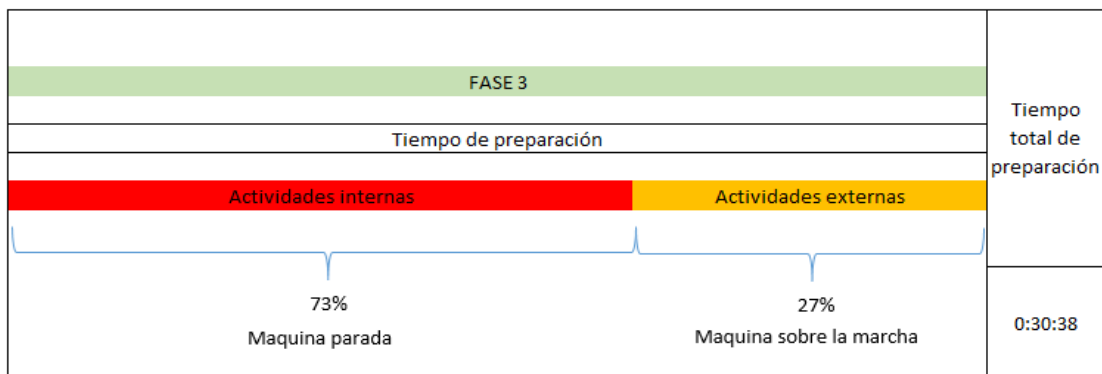 FASE 3
Tiempo de preparación
Actividades internas
Actividades externas
73%
Maquina parada
27%
Maquina sobre la marcha
Tiempo
total de
preparación
0:30:38